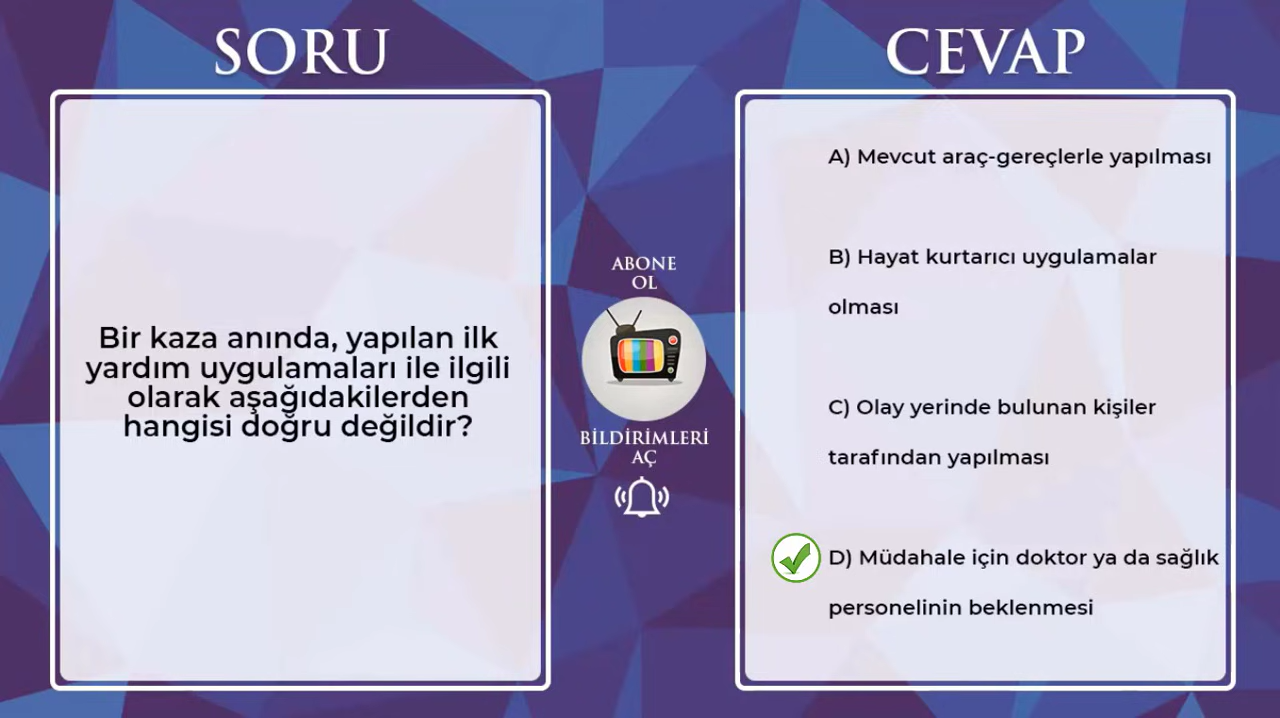 SORU
Bir kaza anında, yapılan ilk
yardım uygulamaları ile ilgili
olarak aşağıdakilerden
hangisi doğru değildir?
ABONE
OL
BİLDİRİMLERİ
AÇ
CEVAP
A) Mevcut araç-gereçlerle yapılması
B) Hayat kurtarıcı uygulamalar
olması
C) Olay yerinde bulunan kişiler
tarafından yapılması
D) Müdahale için doktor ya da sağlık
personelinin beklenmesi